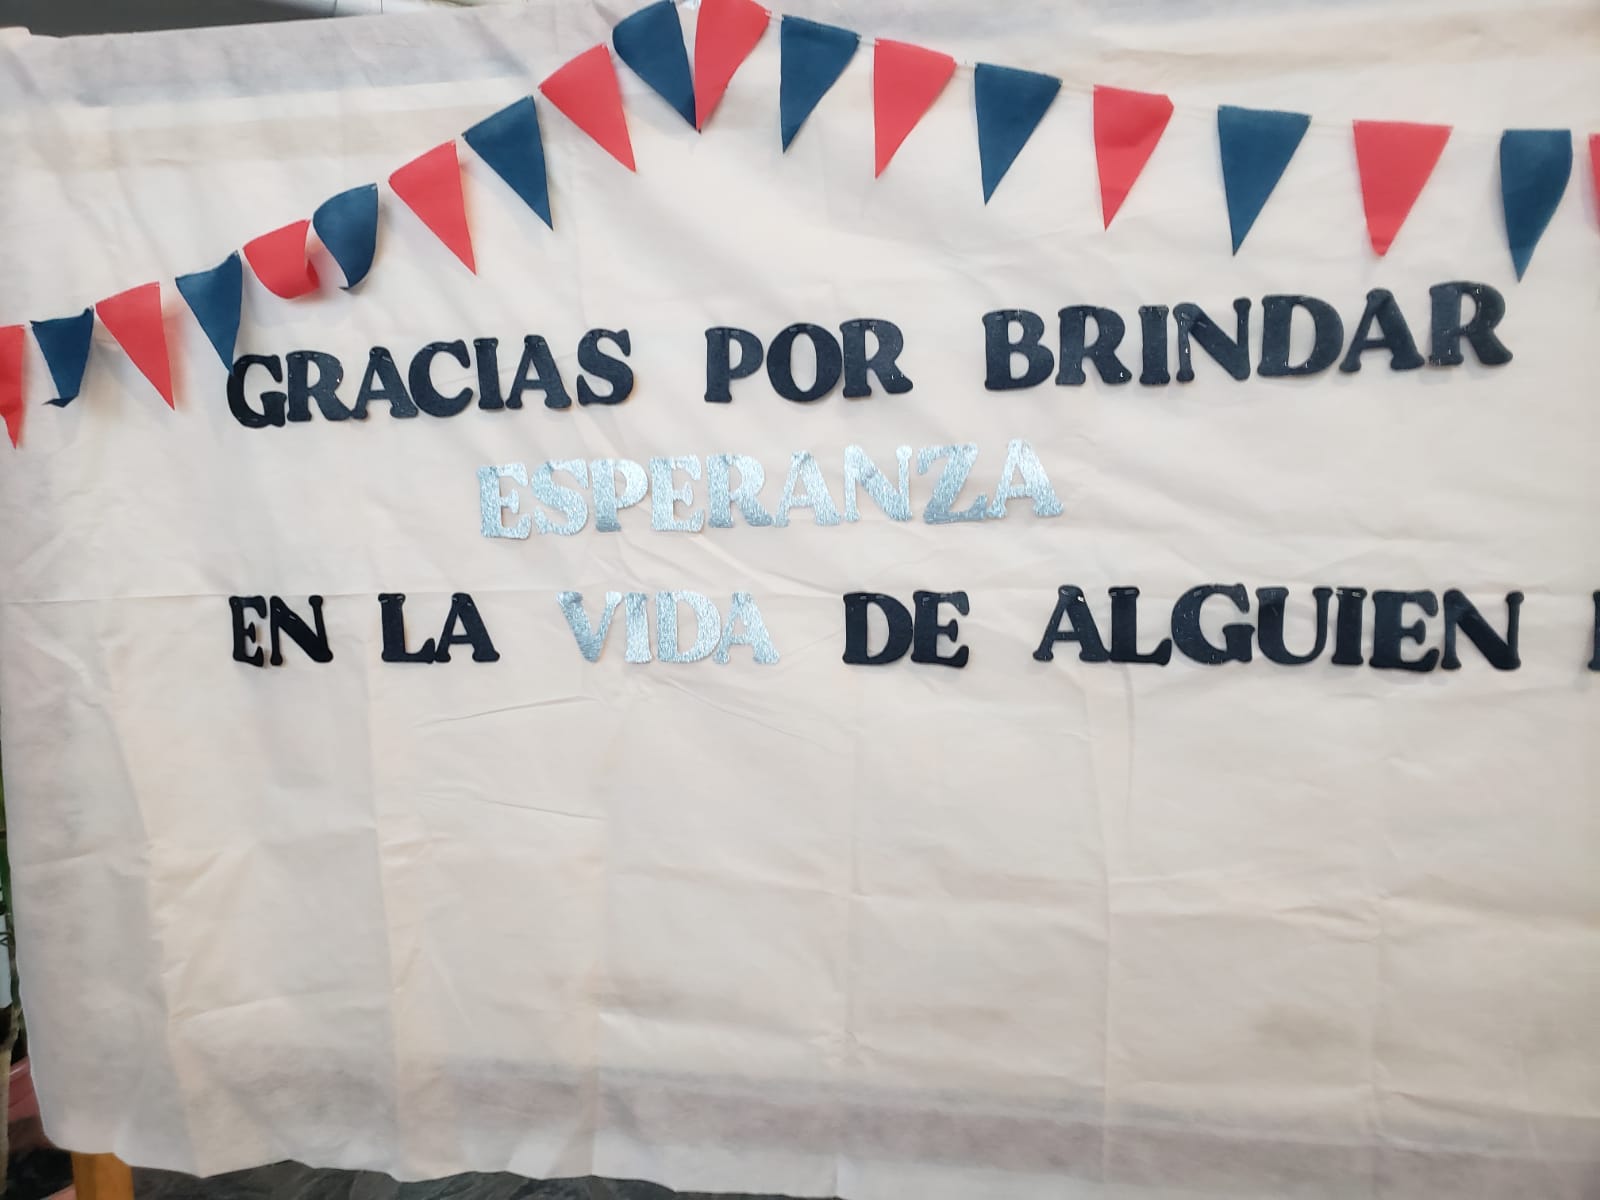 GRACIAS POR BRINDAR
ESPERANZA
EN LA VIDA DE ALGUIEN